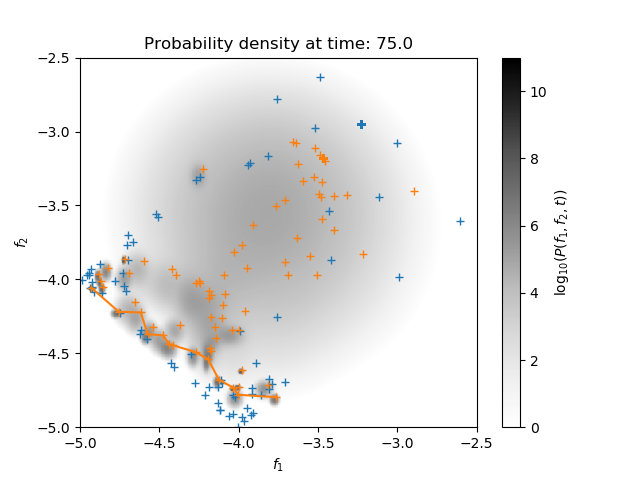 Probability density at time: 75.0
−2.5
−3.0
−3.5
−4.0
−4.5
−5.0
f₂
−5.0 −4.5 −4.0 −3.5 −3.0 −2.5
f₁
10
8
6
4
2
0
log₁₀(P(f₁, f₂, t))